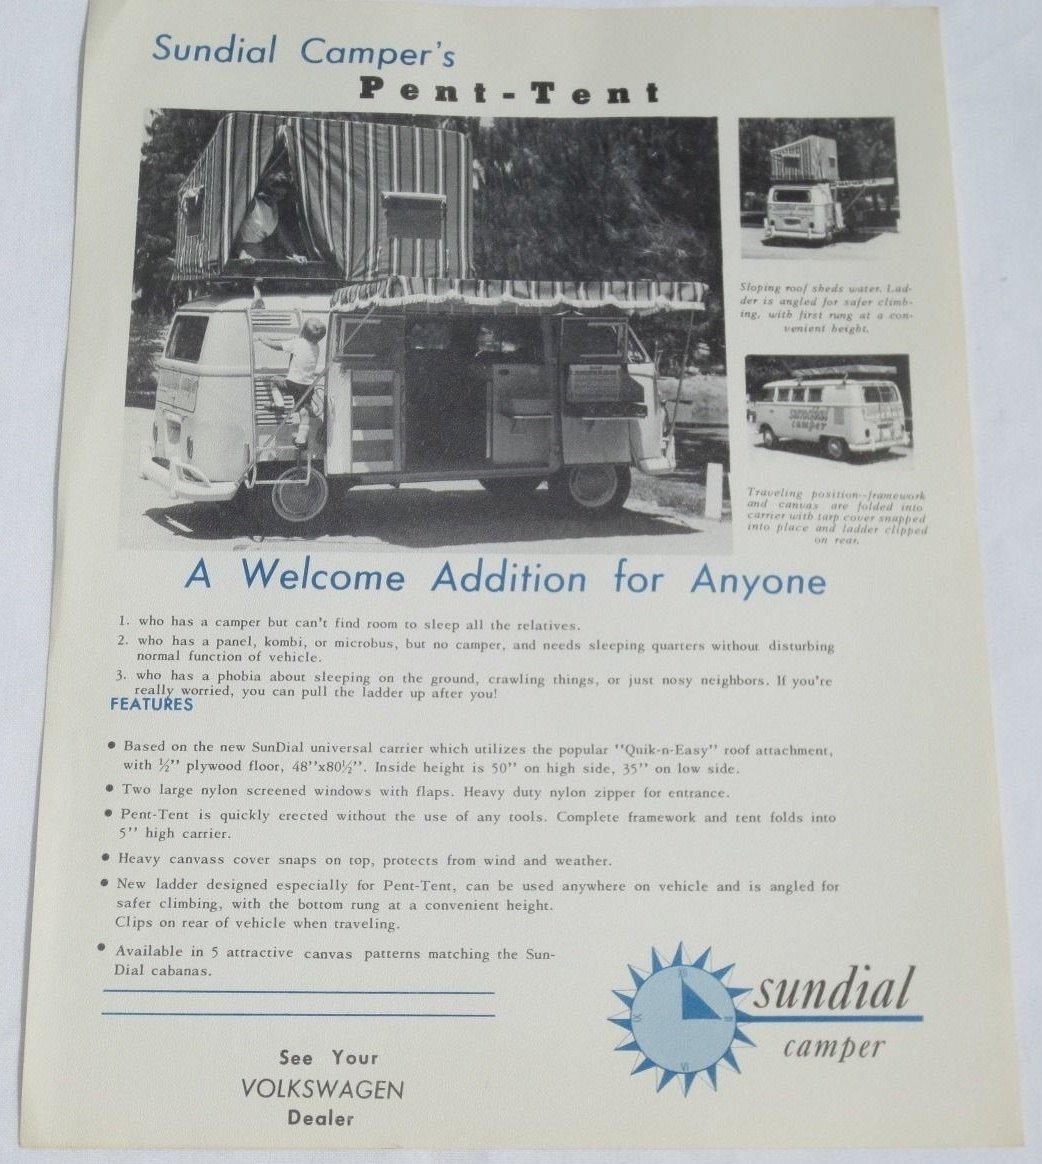 Sundial Camper's
Pent-Tent
Sloping roof sheds water. Lad-
der is angled for safer climb-
ing, with first rung at a con-
venient height.
sundial
camper
Traveling position--framework
and canvas are folded into
carrier with tarp cover snapped
into place and ladder clipped
on rear.
A Welcome Addition for Anyone
1. who has a camper but can't find room to sleep all the relatives.
2. who has a panel, kombi, or microbus, but no camper, and needs sleeping quarters without disturbing
normal function of vehicle.
3. who has a phobia about sleeping on the ground, crawling things, or just nosy neighbors. If you're
really worried, you can pull the ladder up after you!
FEATURES
• Based on the new SunDial universal carrier which utilizes the popular "Quik-n-Easy" roof attachment,
with ½" plywood floor, 48"x80½". Inside height is 50" on high side, 35" on low side.
• Two large nylon screened windows with flaps. Heavy duty nylon zipper for entrance.
• Pent-Tent is quickly erected without the use of any tools. Complete framework and tent folds into
5" high carrier.
• Heavy canvass cover snaps on top, protects from wind and weather.
• New ladder designed especially for Pent-Tent, can be used anywhere on vehicle and is angled for
safer climbing, with the bottom rung at a convenient height.
Clips on rear of vehicle when traveling.
• Available in 5 attractive canvas patterns matching the Sun-
Dial cabanas.
XII
III
VI
IX
sundial
camper
See Your
VOLKSWAGEN
Dealer